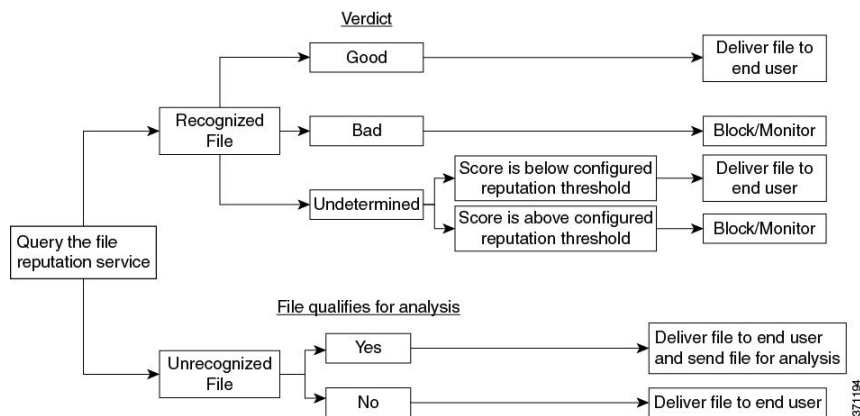 Verdict
Good
Deliver file to
end user
Recognized
File
Bad
Block/Monitor
Undetermined
Score is below configured
reputation threshold
Deliver file to
end user
Score is above configured
reputation threshold
Block/Monitor
Query the file
reputation service
File qualifies for analysis
Unrecognized
File
Yes
Deliver file to end user
and send file for analysis
No
Deliver file to end user
371194